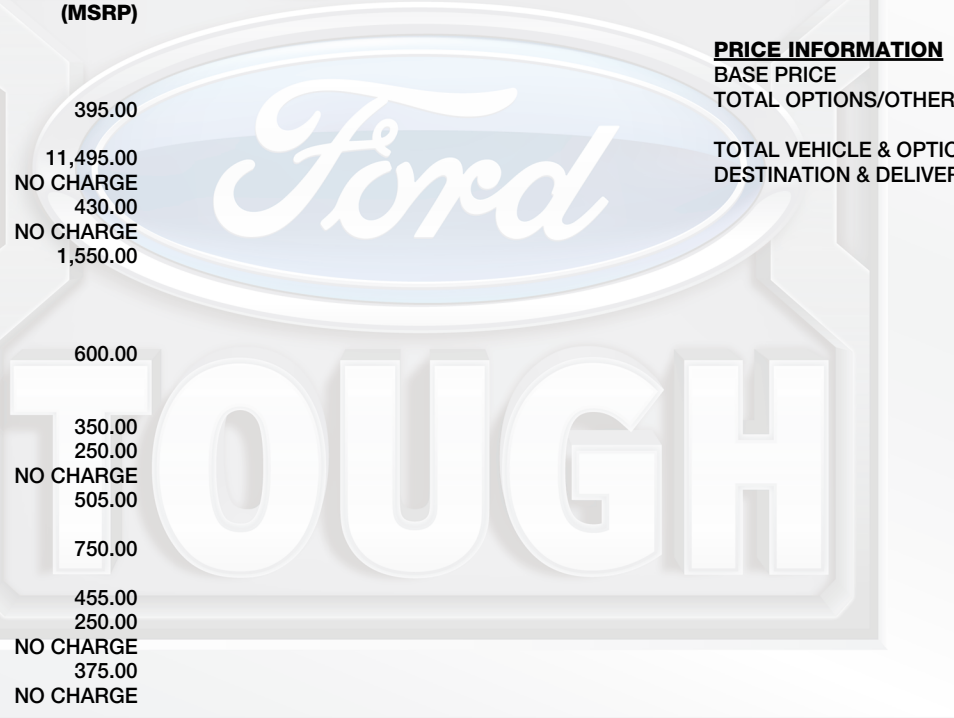 (MSRP)
395.00
11,495.00
NO CHARGE
430.00
NO CHARGE
1,550.00
600.00
350.00
250.00
NO CHARGE
505.00
750.00
455.00
250.00
NO CHARGE
375.00
NO CHARGE
PRICE INFORMATION
BASE PRICE
TOTAL OPTIONS/OTHER
TOTAL VEHICLE & OPTIO
DESTINATION & DELIVER
Ford
TOUGH